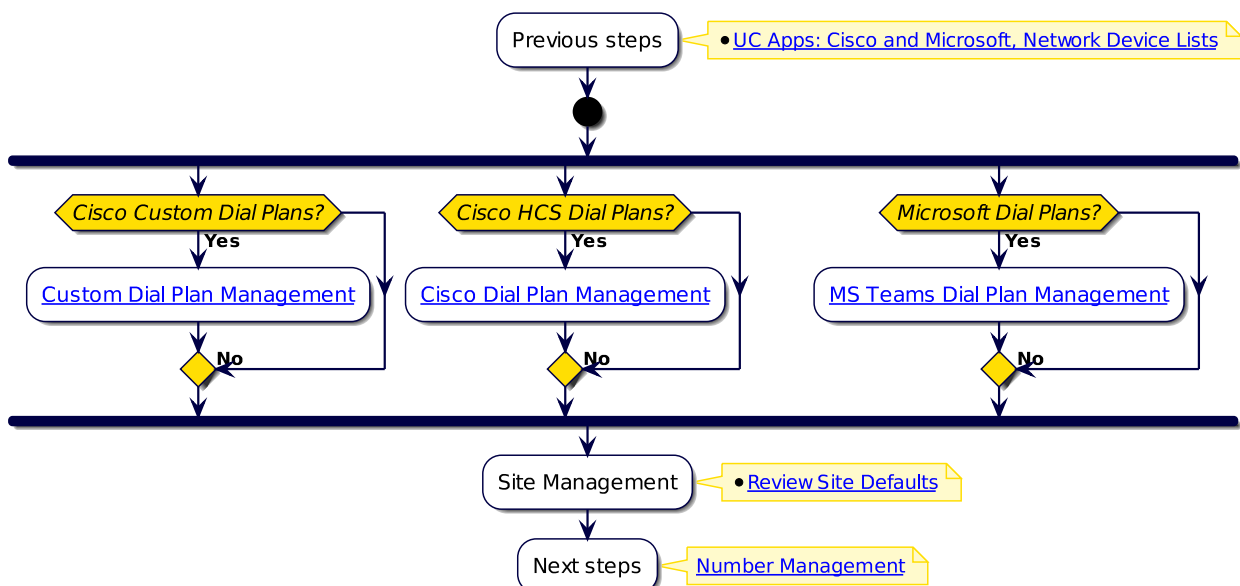 Previous steps
UC Apps: Cisco and Microsoft, Network Device Lists
Cisco Custom Dial Plans?
Cisco HCS Dial Plans?
Microsoft Dial Plans?
Yes
Yes
Yes
Custom Dial Plan Management
Cisco Dial Plan Management
MS Teams Dial Plan Management
No
No
No
Site Management
Review Site Defaults
Next steps
Number Management